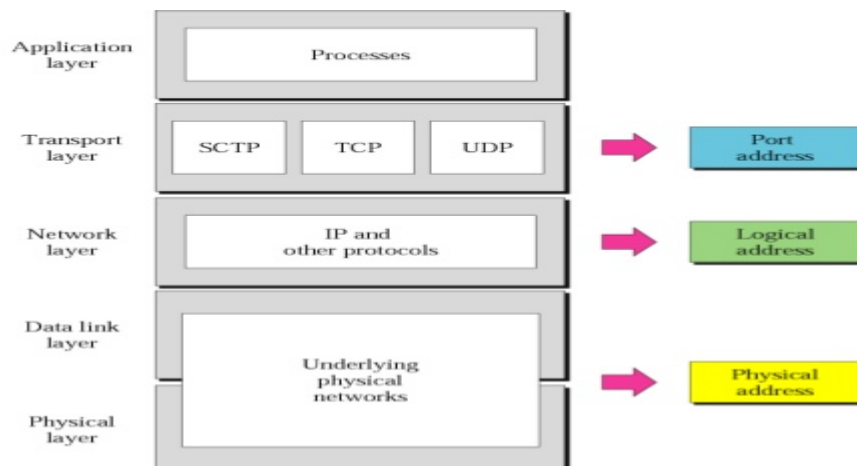 Application
layer
Processes
Transport
layer
SCTP
TCP
UDP
Port
address
Network
layer
IP and
other protocols
Logical
address
Data link
layer
Underlying
physical
networks
Physical
address
Physical
layer